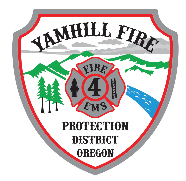 YAMHILL FIRE
FIRE
4
EMS
PROTECTION
DISTRICT
OREGON